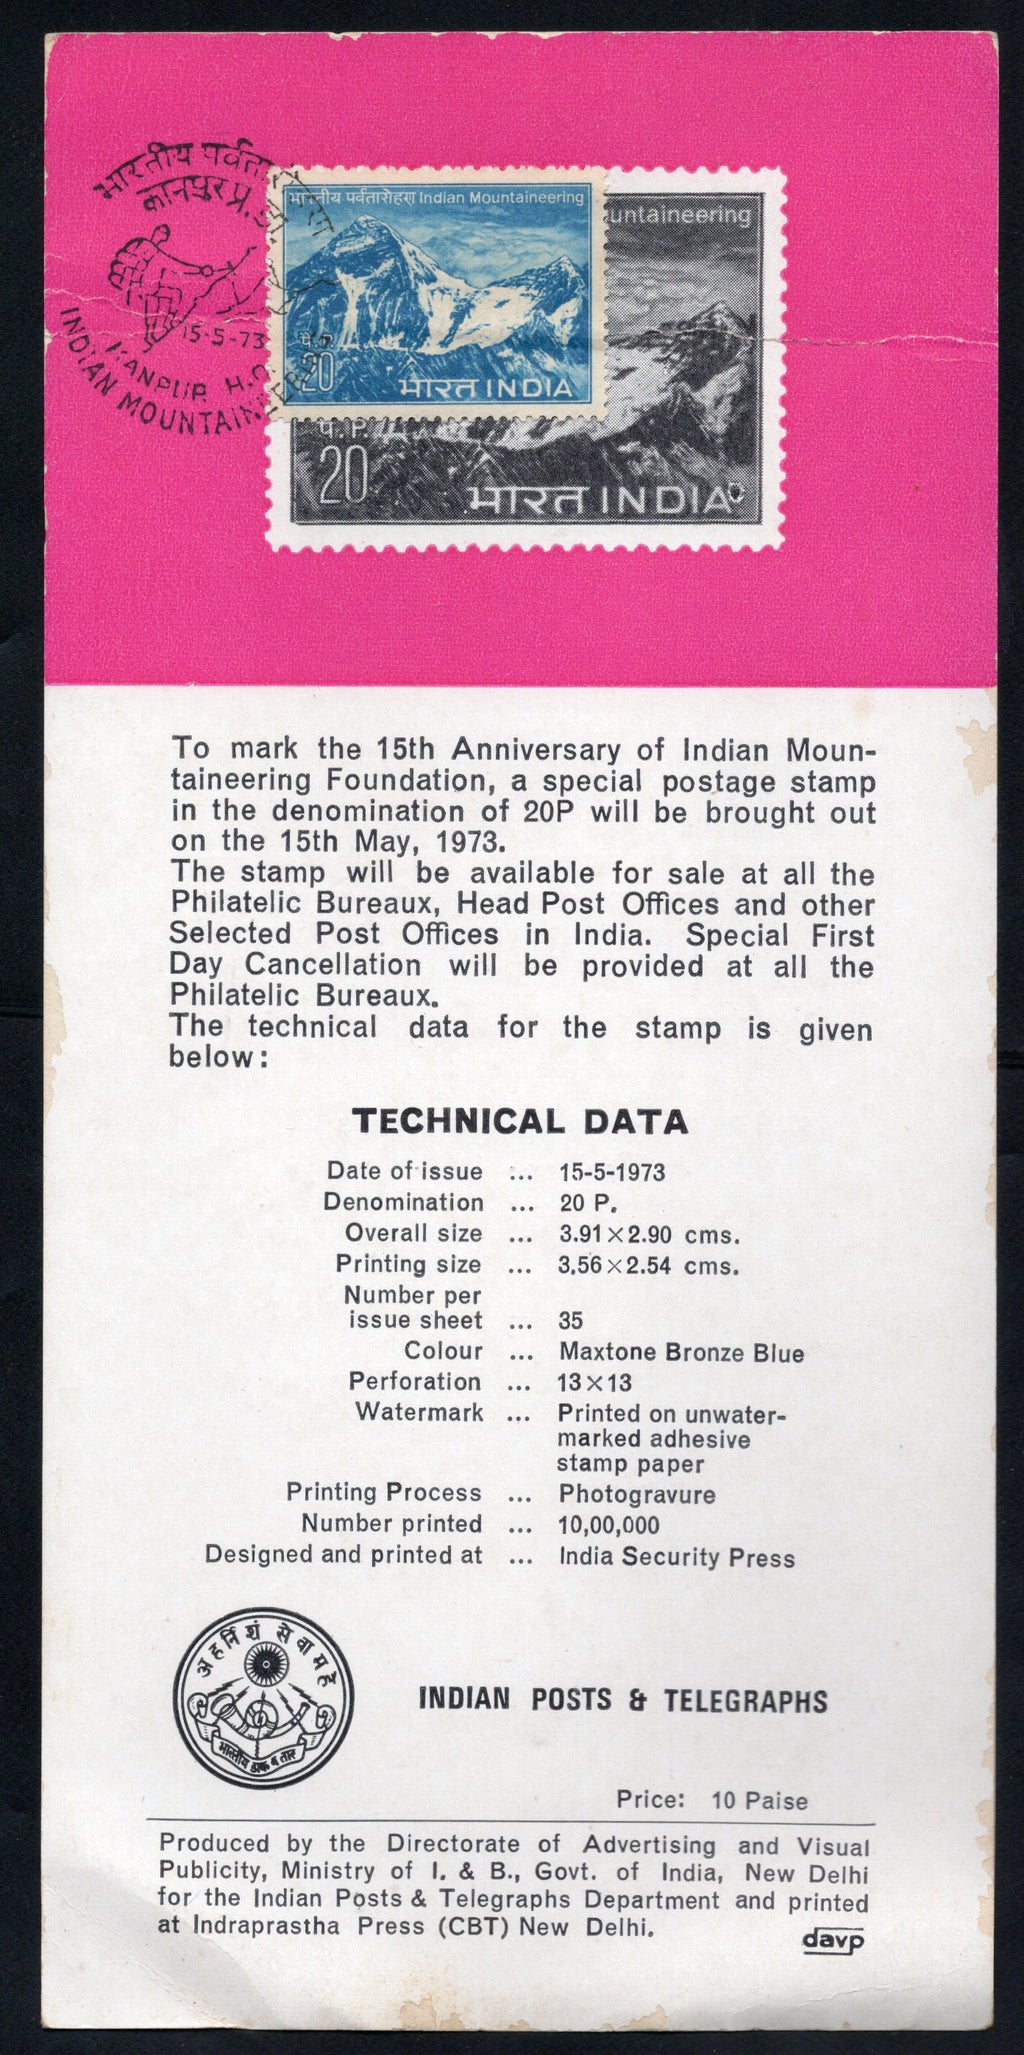 भारतीय पर्वतारोहण
कानपुर प्र. डा.
15-5-73
KANPUR H.O.
INDIAN MOUNTAINEERING
भारतीय पर्वतारोहण Indian Mountaineering
untaineering
20
भारत INDIA
प. P.
20
भारत INDIA
To mark the 15th Anniversary of Indian Moun-
taineering Foundation, a special postage stamp
in the denomination of 20P will be brought out
on the 15th May, 1973.
The stamp will be available for sale at all the
Philatelic Bureaux, Head Post Offices and other
Selected Post Offices in India. Special First
Day Cancellation will be provided at all the
Philatelic Bureaux.
The technical data for the stamp is given
below:
TECHNICAL DATA
Date of issue ... 15-5-1973
Denomination ... 20 P.
Overall size ... 3.91×2.90 cms.
Printing size ... 3.56×2.54 cms.
Number per
issue sheet ... 35
Colour ... Maxtone Bronze Blue
Perforation ... 13×13
Watermark ... Printed on unwater-
marked adhesive
stamp paper
Printing Process ... Photogravure
Number printed ... 10,00,000
Designed and printed at ... India Security Press
अहर्निशं सेवामहे
भारतीय डाक व तार
INDIAN POSTS & TELEGRAPHS
Price: 10 Paise
Produced by the Directorate of Advertising and Visual
Publicity, Ministry of I. & B., Govt. of India, New Delhi
for the Indian Posts & Telegraphs Department and printed
at Indraprastha Press (CBT) New Delhi.
davp